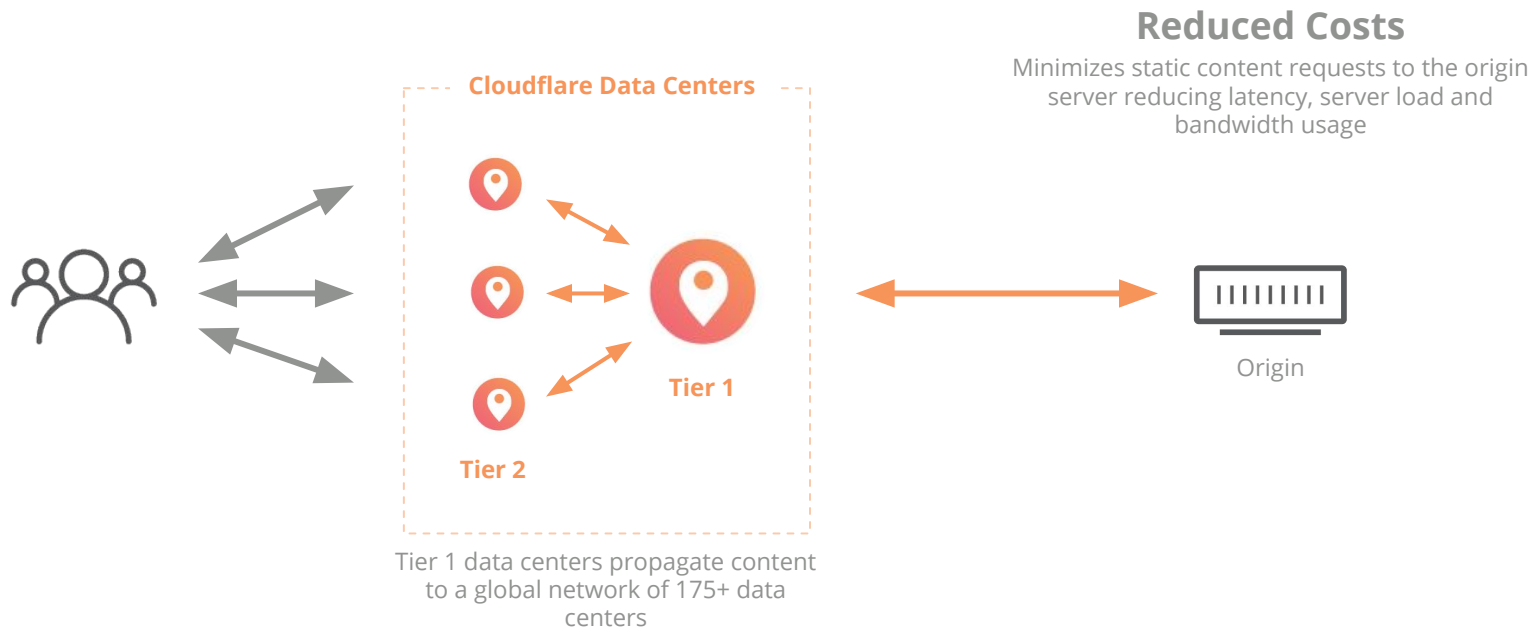 Reduced Costs
Minimizes static content requests to the origin
server reducing latency, server load and
bandwidth usage
Cloudflare Data Centers
Tier 1
Tier 2
Origin
Tier 1 data centers propagate content
to a global network of 175+ data
centers